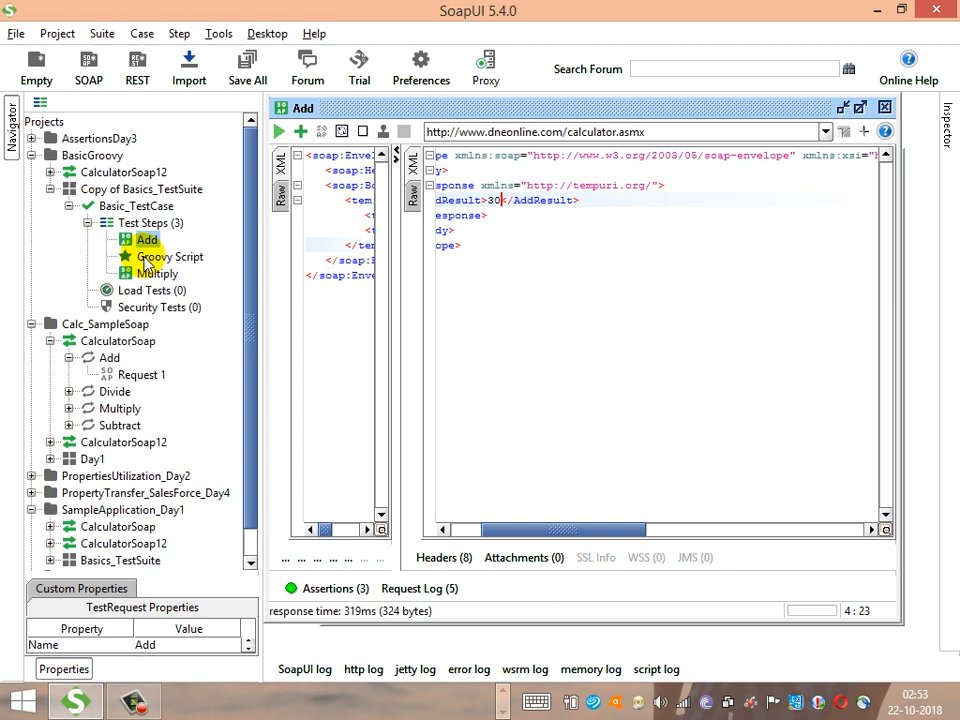 SoapUI 5.4.0
File Project Suite Case Step Tools Desktop Help
Empty SOAP REST Import Save All Forum Trial Preferences Proxy Search Forum Online Help
Navigator
Projects
AssertionsDay3
BasicGroovy
CalculatorSoap12
Copy of Basics_TestSuite
Basic_TestCase
Test Steps (3)
Add
Groovy Script
Multiply
Load Tests (0)
Security Tests (0)
Calc_SampleSoap
CalculatorSoap
Add
Request 1
Divide
Multiply
Subtract
CalculatorSoap12
Day1
PropertiesUtilization_Day2
PropertyTransfer_SalesForce_Day4
SampleApplication_Day1
CalculatorSoap
CalculatorSoap12
Basics_TestSuite
Custom Properties
TestRequest Properties
Property Value
Name Add
Properties
Add
http://www.dneonline.com/calculator.asmx
XML
Raw
<soap:Enve
<soap:He
<soap:Bo
<tem
<t
<t
</tem
</soap:E
</soap:Enve
XML
Raw
pe xmlns:soap="http://www.w3.org/2003/05/soap-envelope" xmlns:xsi="h
y>
sponse xmlns="http://tempuri.org/">
dResult>30</AddResult>
esponse>
dy>
ope>
... ... ... ... ... ...
Headers (8) Attachments (0) SSL Info WSS (0) JMS (0)
Assertions (3) Request Log (5)
response time: 319ms (324 bytes) 4 : 23
Inspector
SoapUI log http log jetty log error log wsrm log memory log script log
02:53
22-10-2018